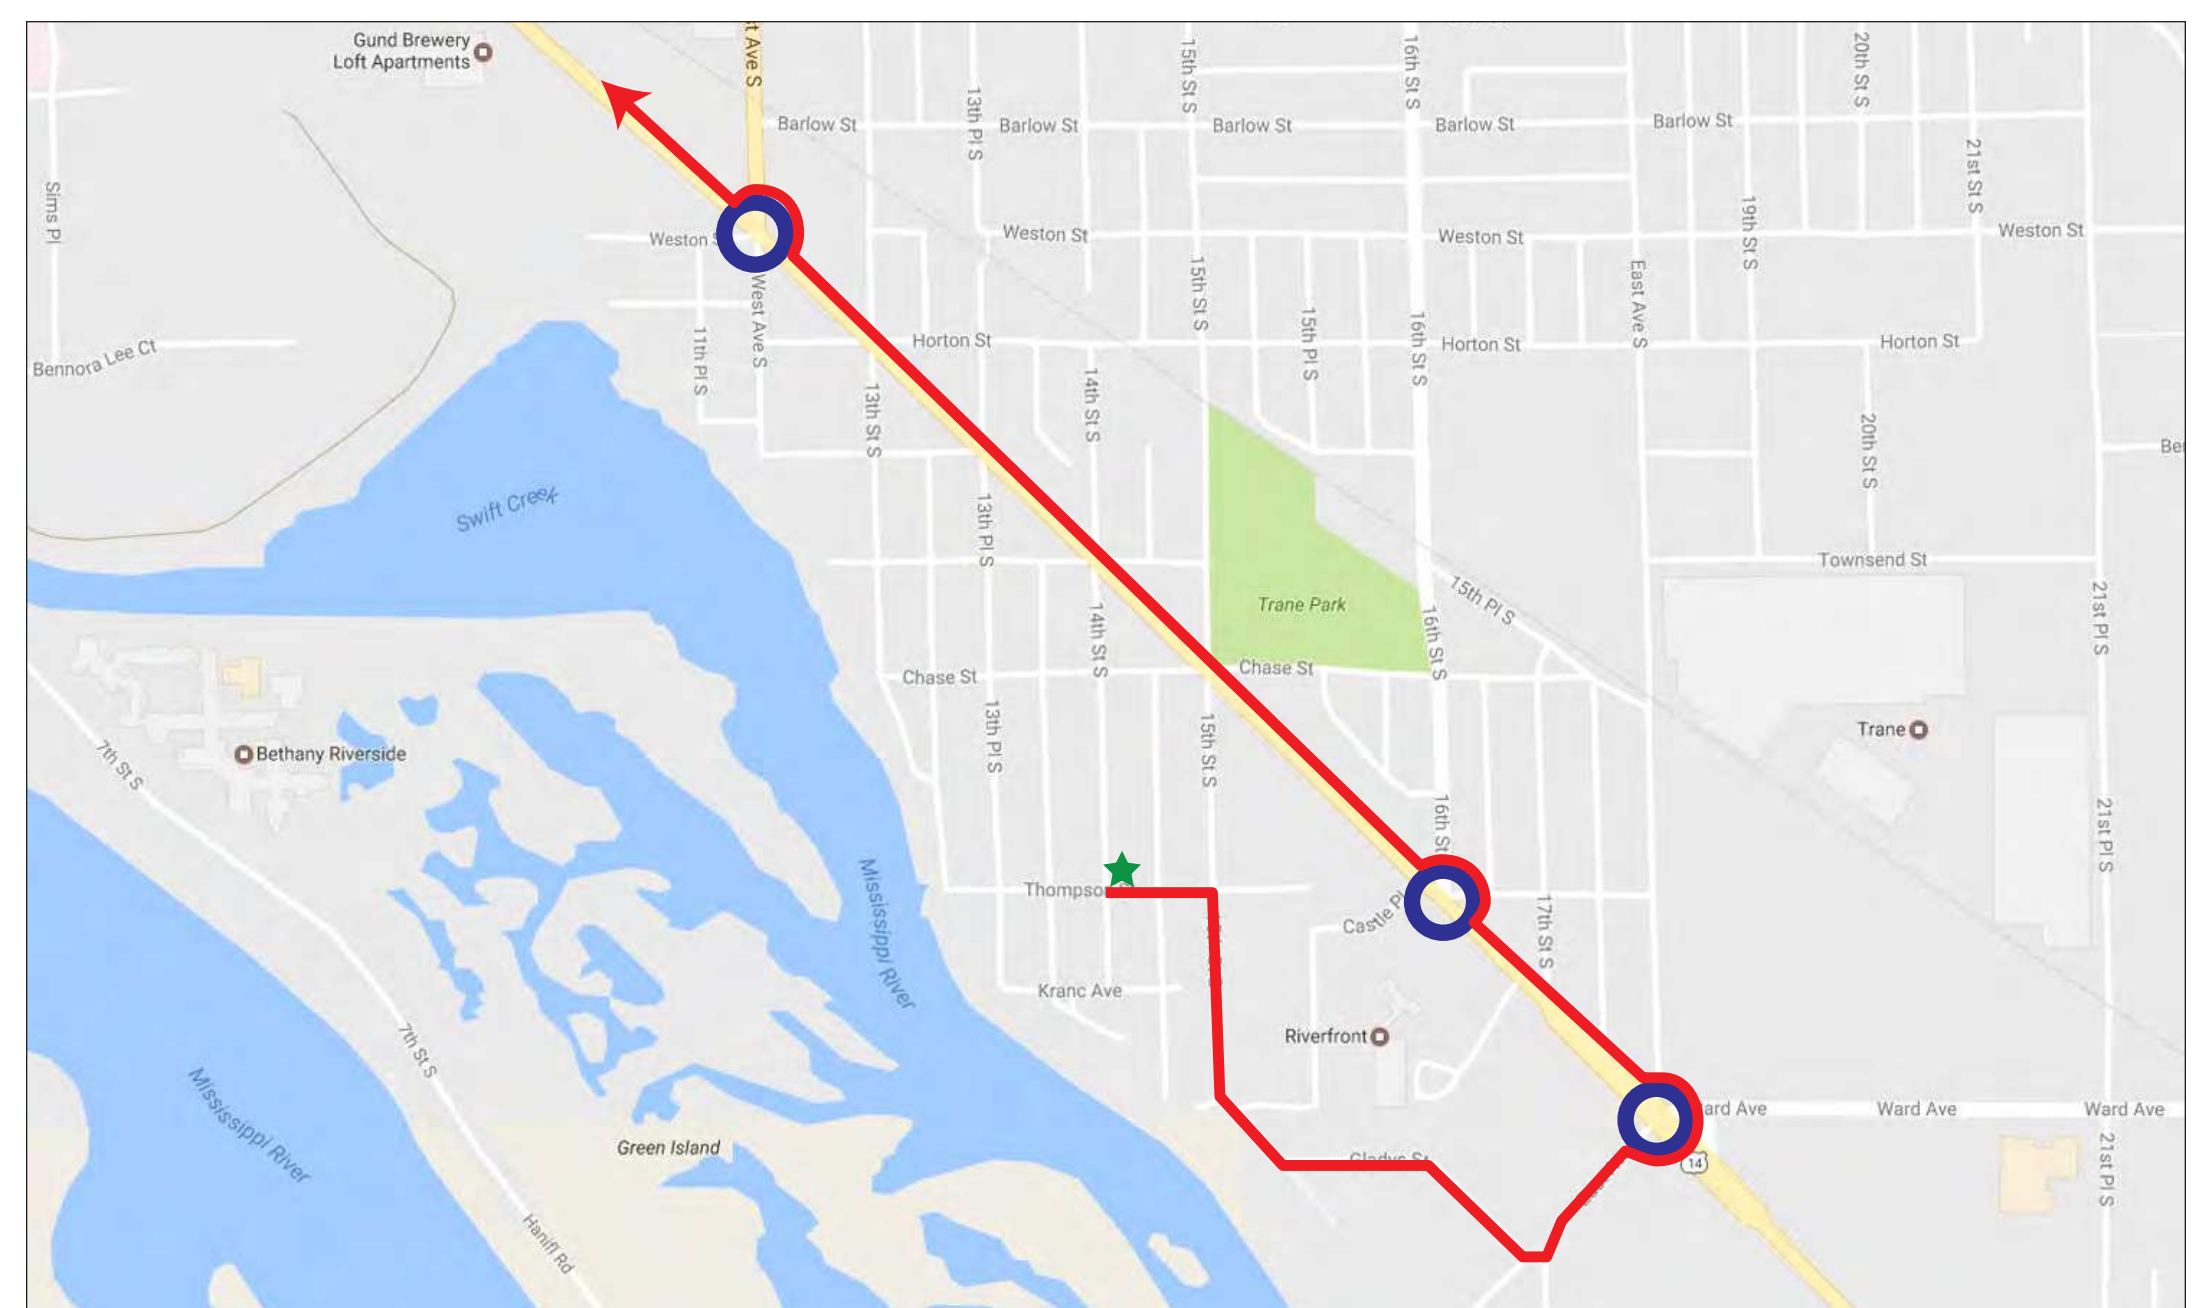 Gund Brewery
Loft Apartments
t Ave S
15th St S
16th St S
20th St S
13th Pl S
Barlow St
Barlow St
Barlow St
Barlow St
Barlow St
21st St S
Sims Pl
Weston
Weston St
Weston St
19th St S
Weston St
West Ave S
15th St S
East Ave S
11th Pl S
Horton St
15th Pl S
16th St S
Horton St
Horton St
Bennora Lee Ct
13th St S
14th St S
20th St S
Swift Creek
13th Pl S
Townsend St
15th Pl S
Trane Park
14th St S
16th St S
21st Pl S
Chase St
Chase St
13th Pl S
15th St S
Trane
7th St S
Bethany Riverside
16th St
21st Pl S
Mississippi River
Thompso
Castle Pl
17th St S
Kranc Ave
Riverfront
7th St S
Mississippi River
ard Ave
Ward Ave
Ward Ave
Green Island
Gladys St
14
21st Pl S
Hanifl Rd